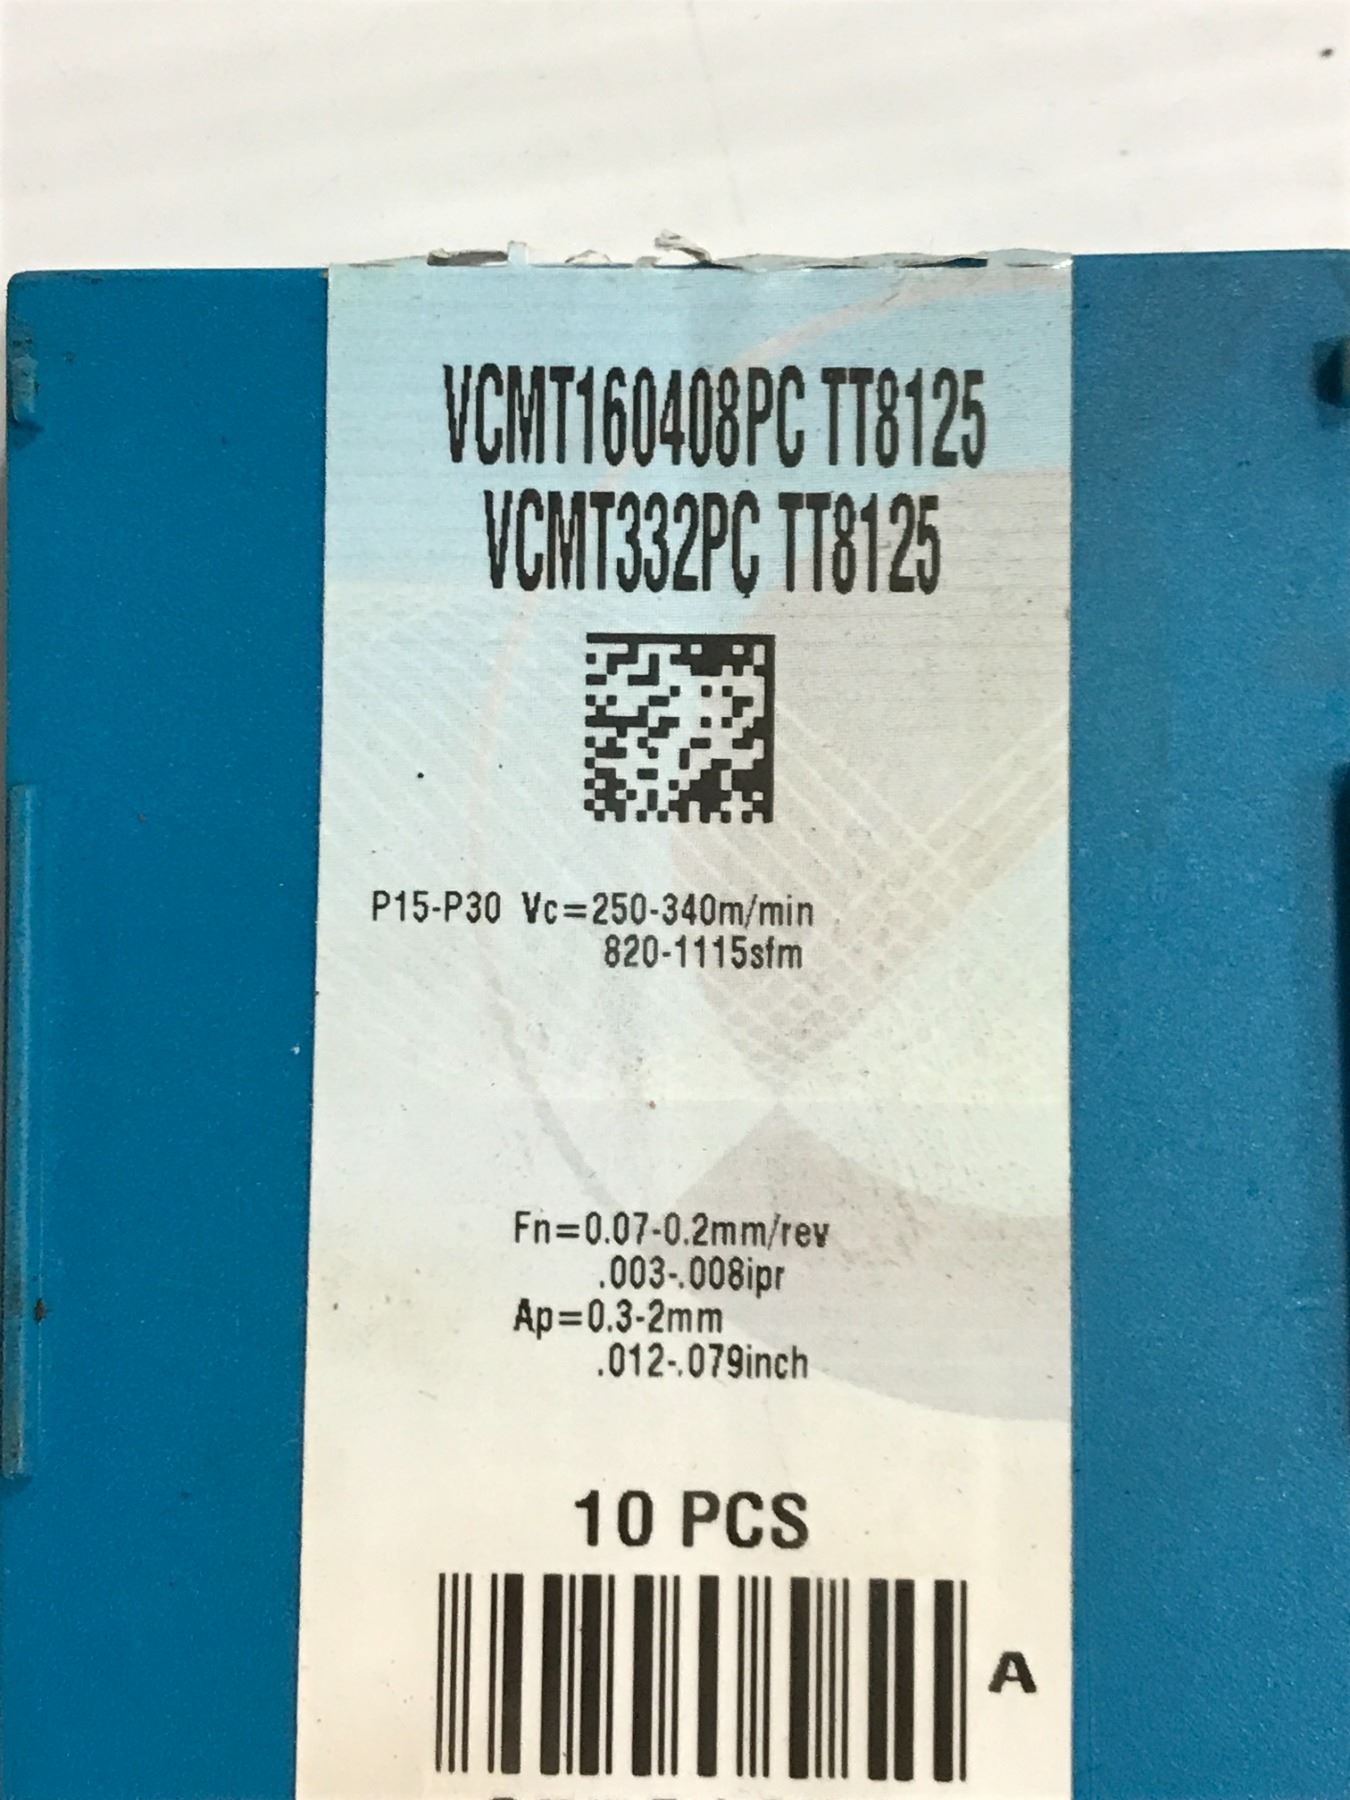 VCMT160408PC TT8125
VCMT332PC TT8125
P15-P30 Vc=250-340m/min
820-1115sfm
Fn=0.07-0.2mm/rev
.003-.008ipr
Ap=0.3-2mm
.012-.079inch
10 PCS
A